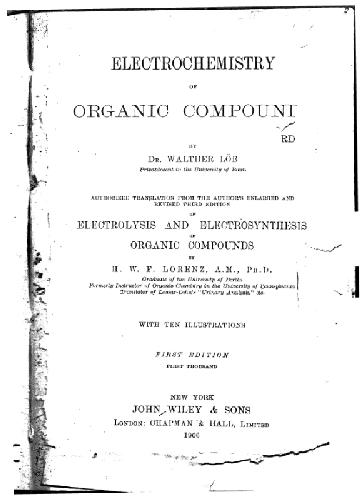 ELECTROCHEMISTRY
OF
ORGANIC COMPOUNI
RD
BY
DR. WALTHER LÖB
Privatdocent in the University of Bonn.
AUTHORIZED TRANSLATION FROM THE AUTHOR'S ENLARGED AND
REVISED THIRD EDITION
OF
ELECTROLYSIS AND ELECTROSYNTHESIS
OF
ORGANIC COMPOUNDS
BY
H. W. F. LORENZ, A.M., PH.D.
Graduate of the University of Berlin
Formerly Instructor of Organic Chemistry in the University of Pennsylvania
Translator of "Urinary Analysis," &c.
WITH TEN ILLUSTRATIONS
FIRST EDITION
FIRST THOUSAND
NEW YORK
JOHN WILEY & SONS
LONDON: CHAPMAN & HALL, LIMITED
1906